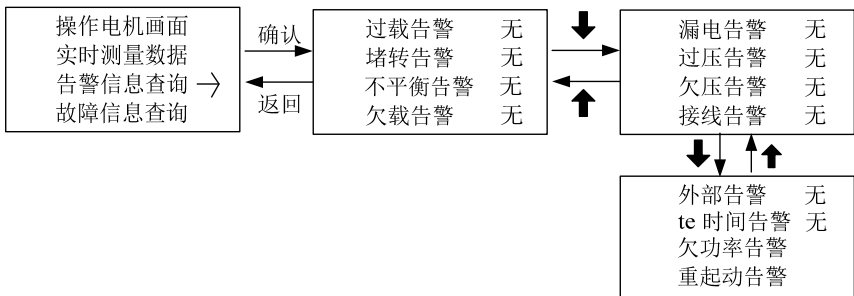 操作电机画面
实时测量数据
告警信息查询
故障信息查询
确认
返回
过载告警 无
堵转告警 无
不平衡告警 无
欠载告警 无
漏电告警 无
过压告警 无
欠压告警 无
接线告警 无
外部告警 无
te 时间告警 无
欠功率告警
重起动告警